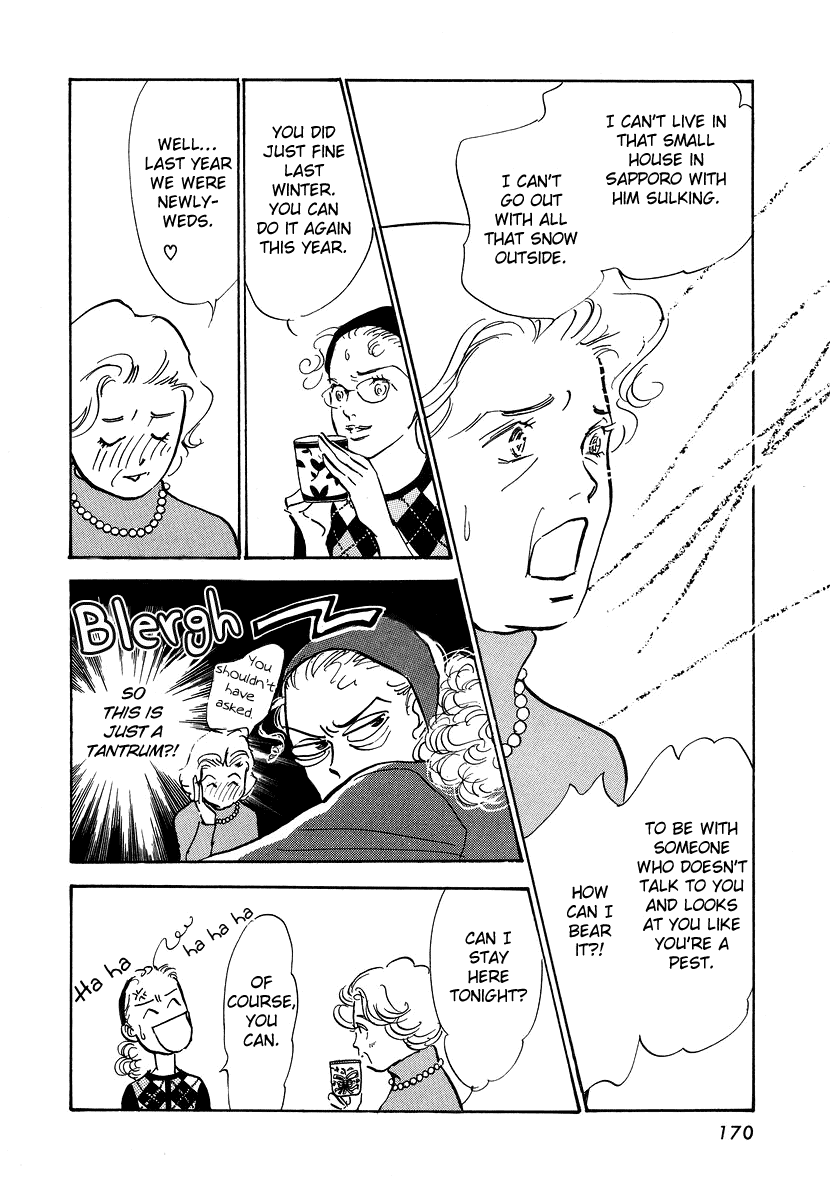 I CAN'T LIVE IN
THAT SMALL
HOUSE IN
SAPPORO WITH
HIM SULKING.
I CAN'T
GO OUT
WITH ALL
THAT SNOW
OUTSIDE.
TO BE WITH
SOMEONE
WHO DOESN'T
TALK TO YOU
AND LOOKS
AT YOU LIKE
YOU'RE A
PEST.
HOW
CAN I
BEAR
IT?!
YOU DID
JUST FINE
LAST
WINTER.
YOU CAN
DO IT AGAIN
THIS YEAR.
WELL...
LAST YEAR
WE WERE
NEWLY-
WEDS.
♡
Blergh
You
shouldn't
have
asked.
SO
THIS IS
JUST A
TANTRUM?!
CAN I
STAY
HERE
TONIGHT?
OF
COURSE,
YOU
CAN.
Ha ha
ha ha ha
170